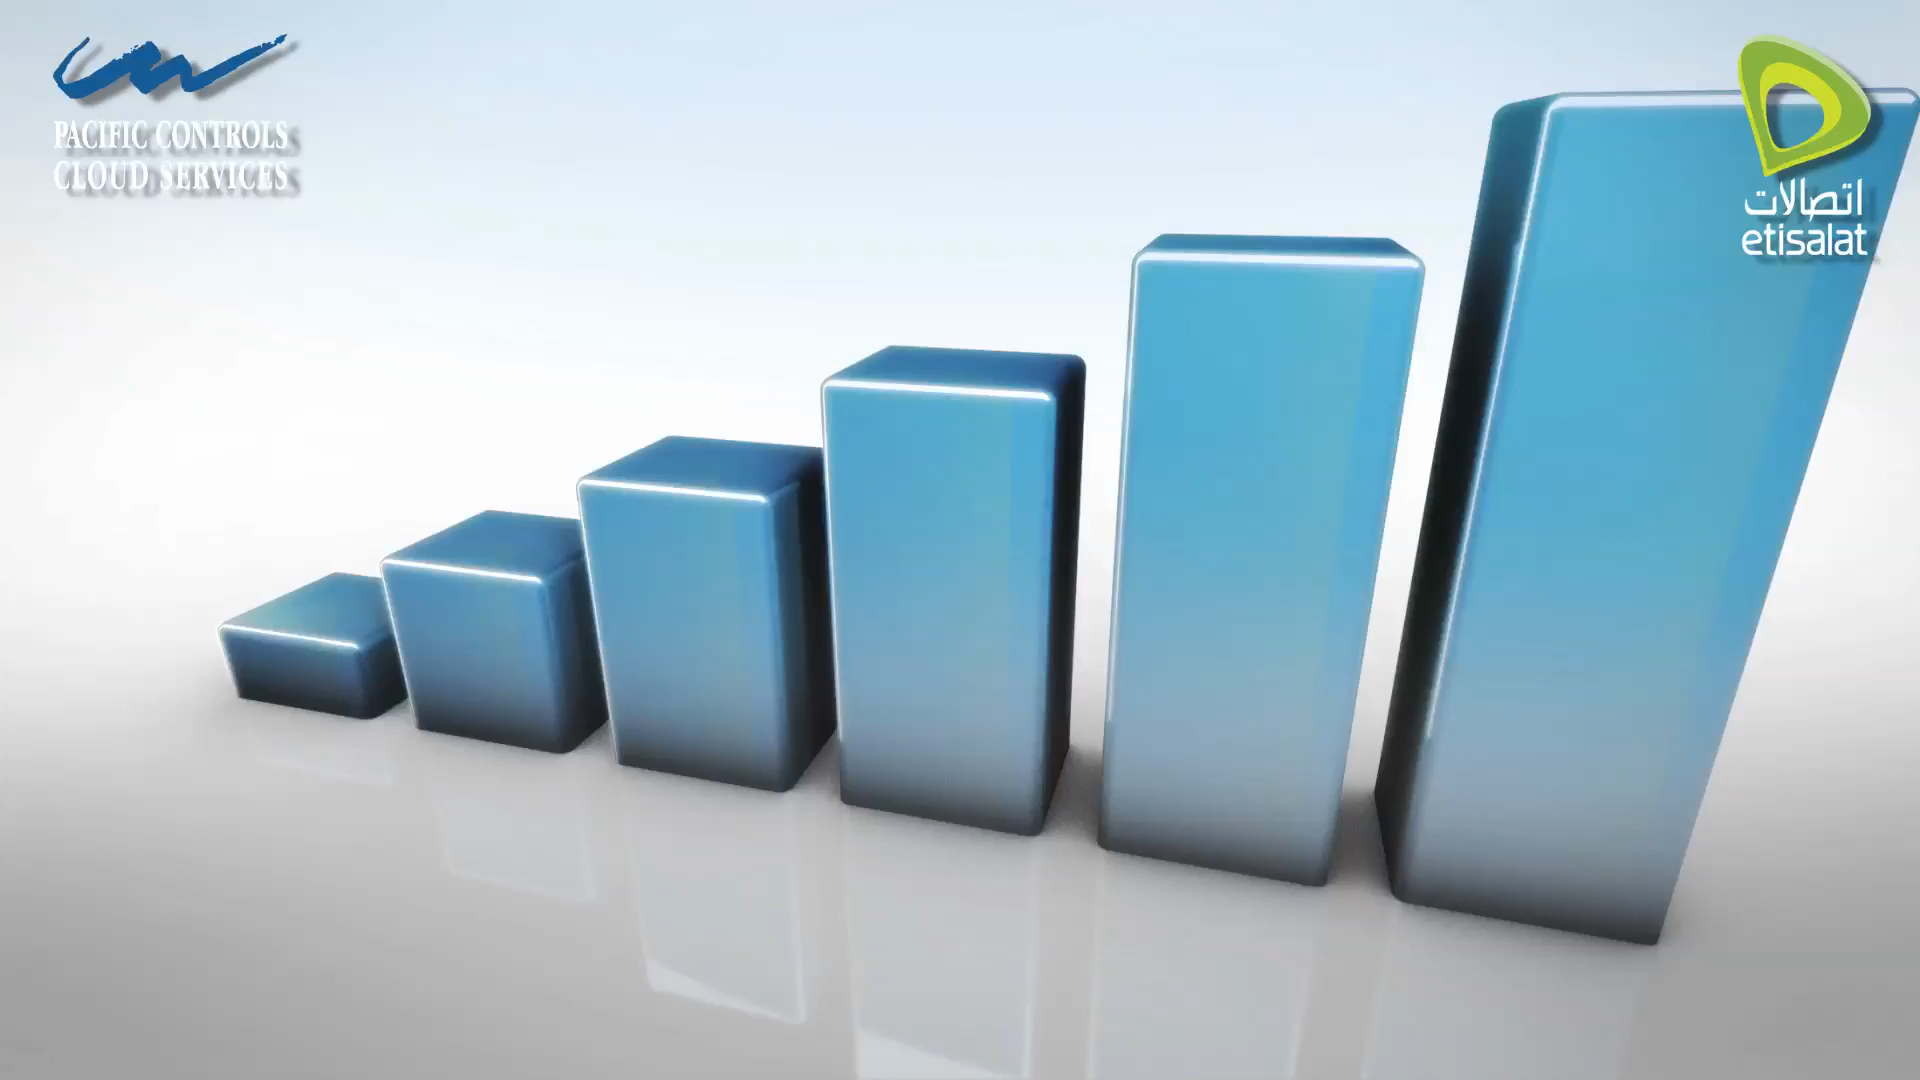 PACIFIC CONTROLS
CLOUD SERVICES
اتصالات
etisalat